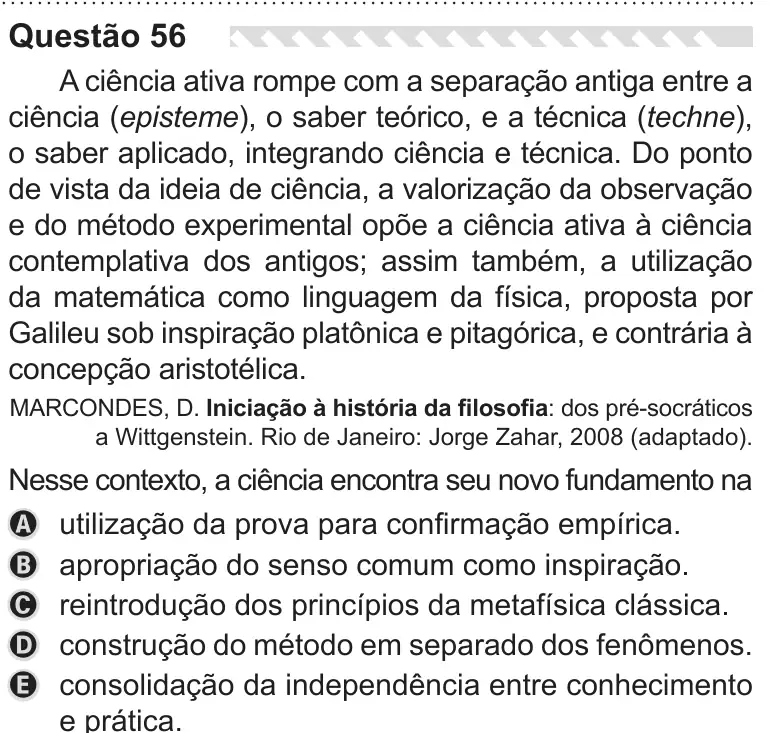 Questão 56
A ciência ativa rompe com a separação antiga entre a
ciência (episteme), o saber teórico, e a técnica (techne),
o saber aplicado, integrando ciência e técnica. Do ponto
de vista da ideia de ciência, a valorização da observação
e do método experimental opõe a ciência ativa à ciência
contemplativa dos antigos; assim também, a utilização
da matemática como linguagem da física, proposta por
Galileu sob inspiração platônica e pitagórica, e contrária à
concepção aristotélica.
MARCONDES, D. Iniciação à história da filosofia: dos pré-socráticos
a Wittgenstein. Rio de Janeiro: Jorge Zahar, 2008 (adaptado).
Nesse contexto, a ciência encontra seu novo fundamento na
A utilização da prova para confirmação empírica.
B apropriação do senso comum como inspiração.
C reintrodução dos princípios da metafísica clássica.
D construção do método em separado dos fenômenos.
E consolidação da independência entre conhecimento
e prática.